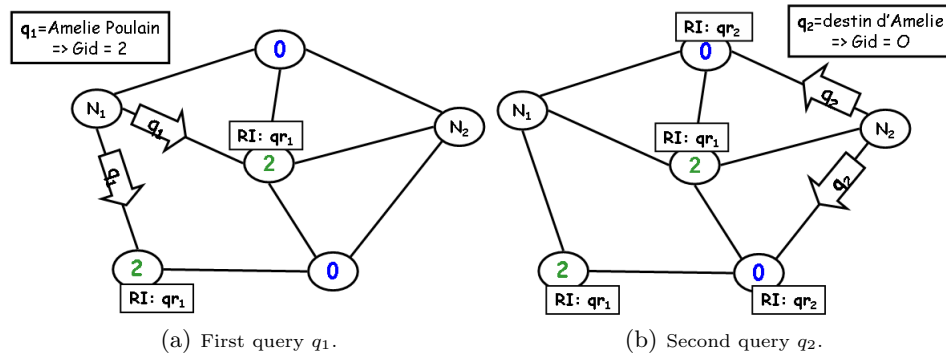 q₁=Amelie Poulain
=> Gid = 2
0
N₁
q₁
RI: qr₁
2
N₂
q₁
2
RI: qr₁
0
(a) First query q₁.
q₂=destin d'Amelie
=> Gid = 0
RI: qr₂
0
N₁
q₂
RI: qr₁
2
N₂
q₂
2
RI: qr₁
0
RI: qr₂
(b) Second query q₂.